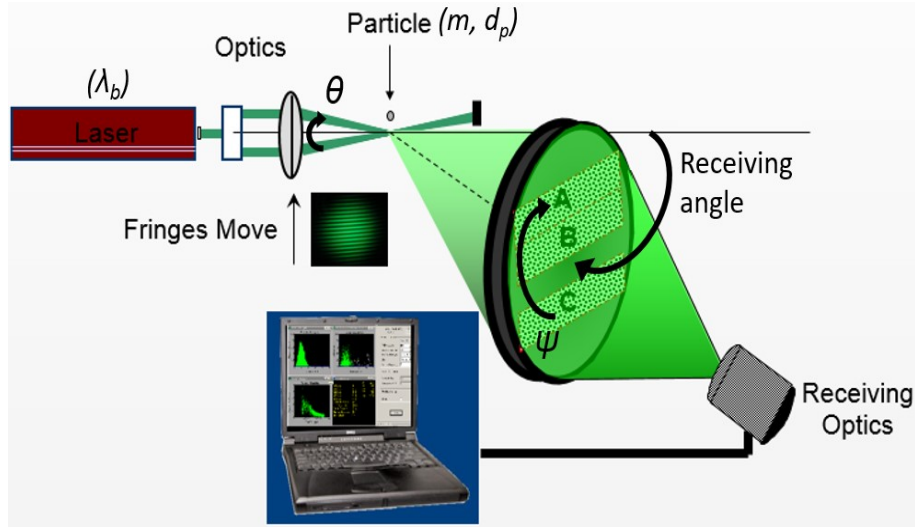 Particle (m, dp)
Optics
(λb)
θ
Laser
Receiving
angle
A
B
C
Fringes Move
ψ
Receiving
Optics